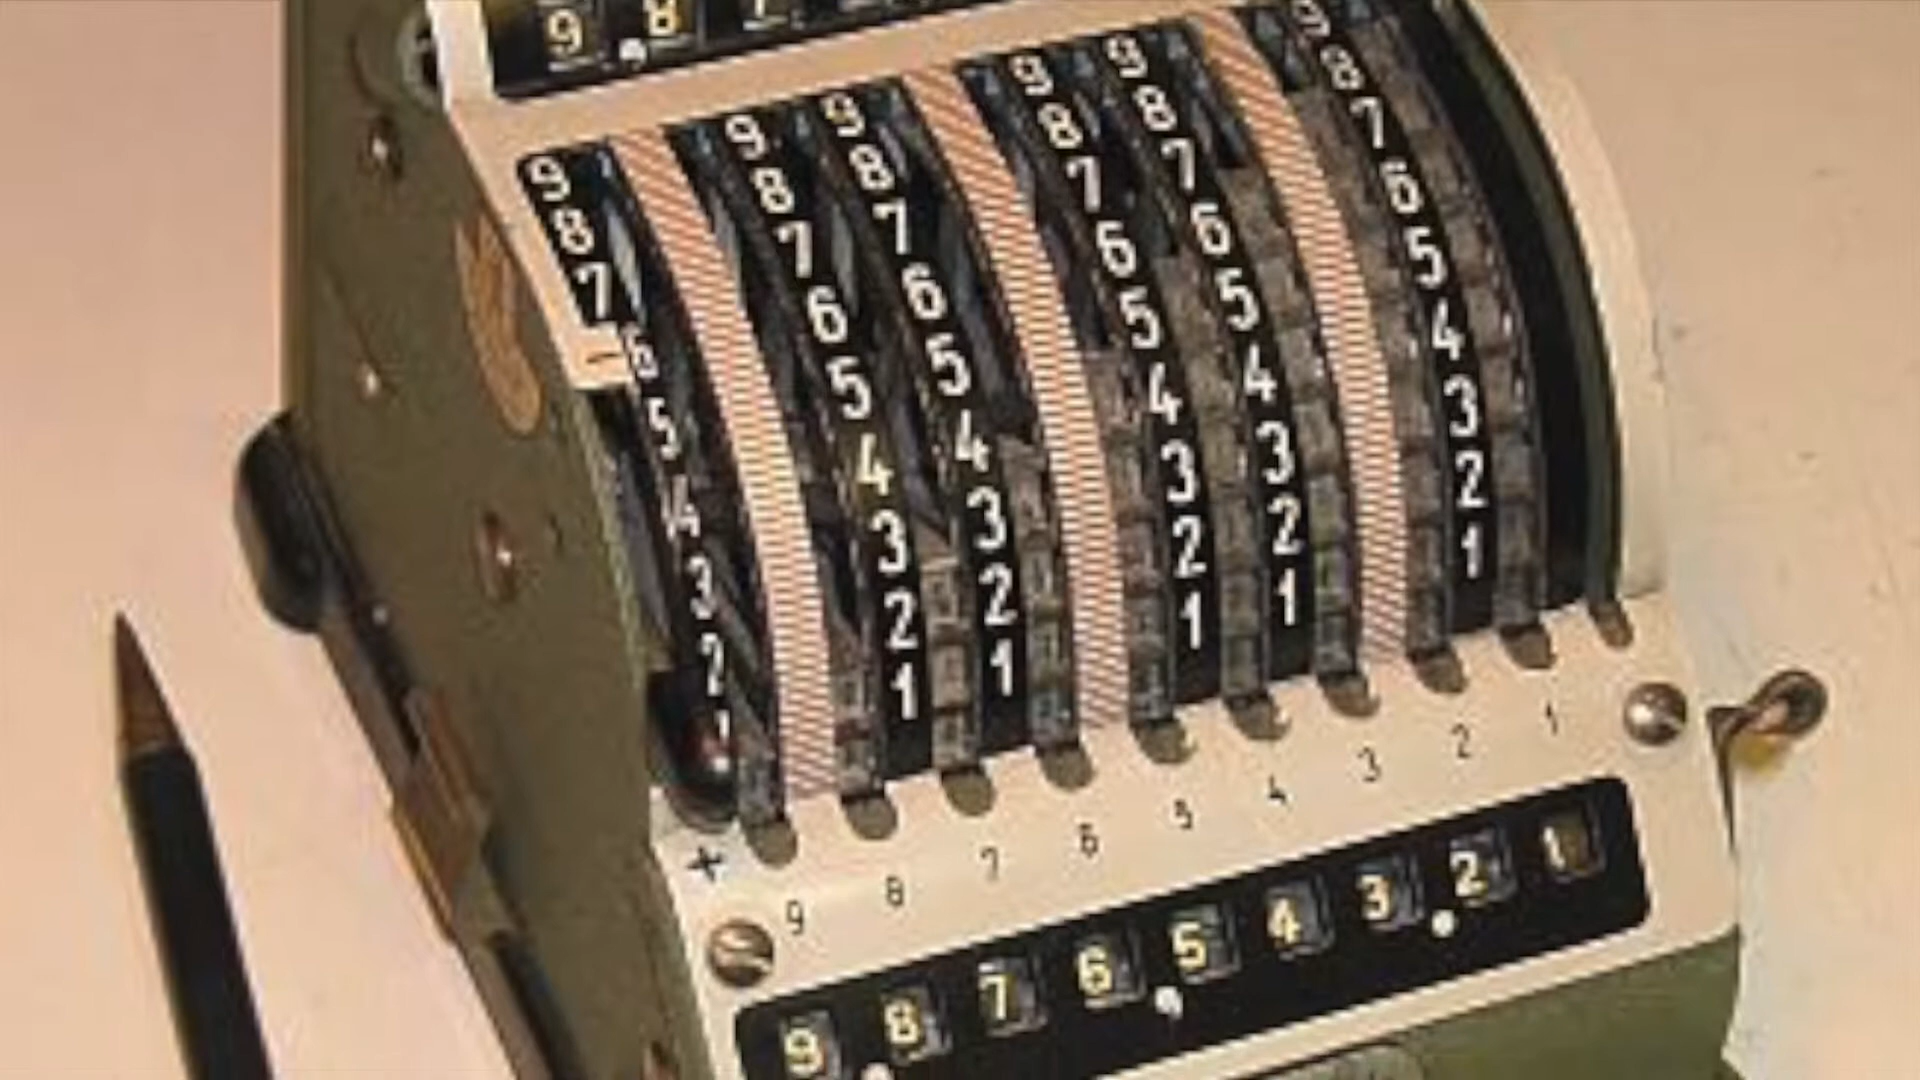 9 8 7
9 9 9 9 9 9
8 8 8 8 8 8
7 7 7 7 7 7
6 6 6 6 6 6
5 5 5 5 5 5
4 4 4 4 4 4
3 3 3 3 3 3
2 2 2 2 2 2
1 1 1 1 1 1
-
+
9 8 7 6 5 4 3 2 1
9 8 7 6 5 4 3 2 1